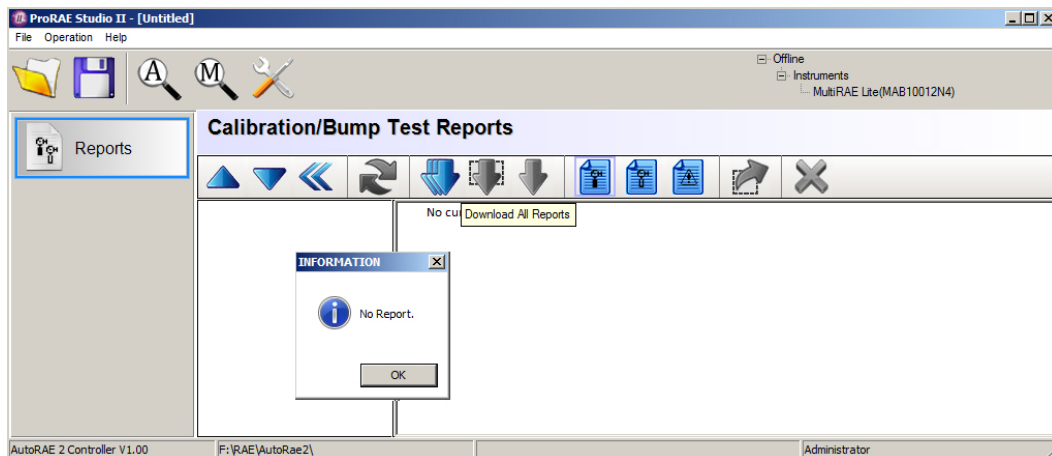 ProRAE Studio II - [Untitled]
File Operation Help
A
M
Offline
Instruments
MultiRAE Lite(MAB10012N4)
Reports
Calibration/Bump Test Reports
No cu
Download All Reports
INFORMATION
No Report.
OK
AutoRAE 2 Controller V1.00
F:\RAE\AutoRae2\
Administrator